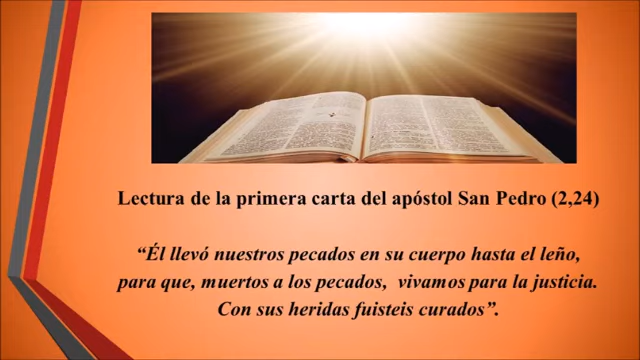 Lectura de la primera carta del apóstol San Pedro (2,24)
“Él llevó nuestros pecados en su cuerpo hasta el leño,
para que, muertos a los pecados, vivamos para la justicia.
Con sus heridas fuisteis curados”.